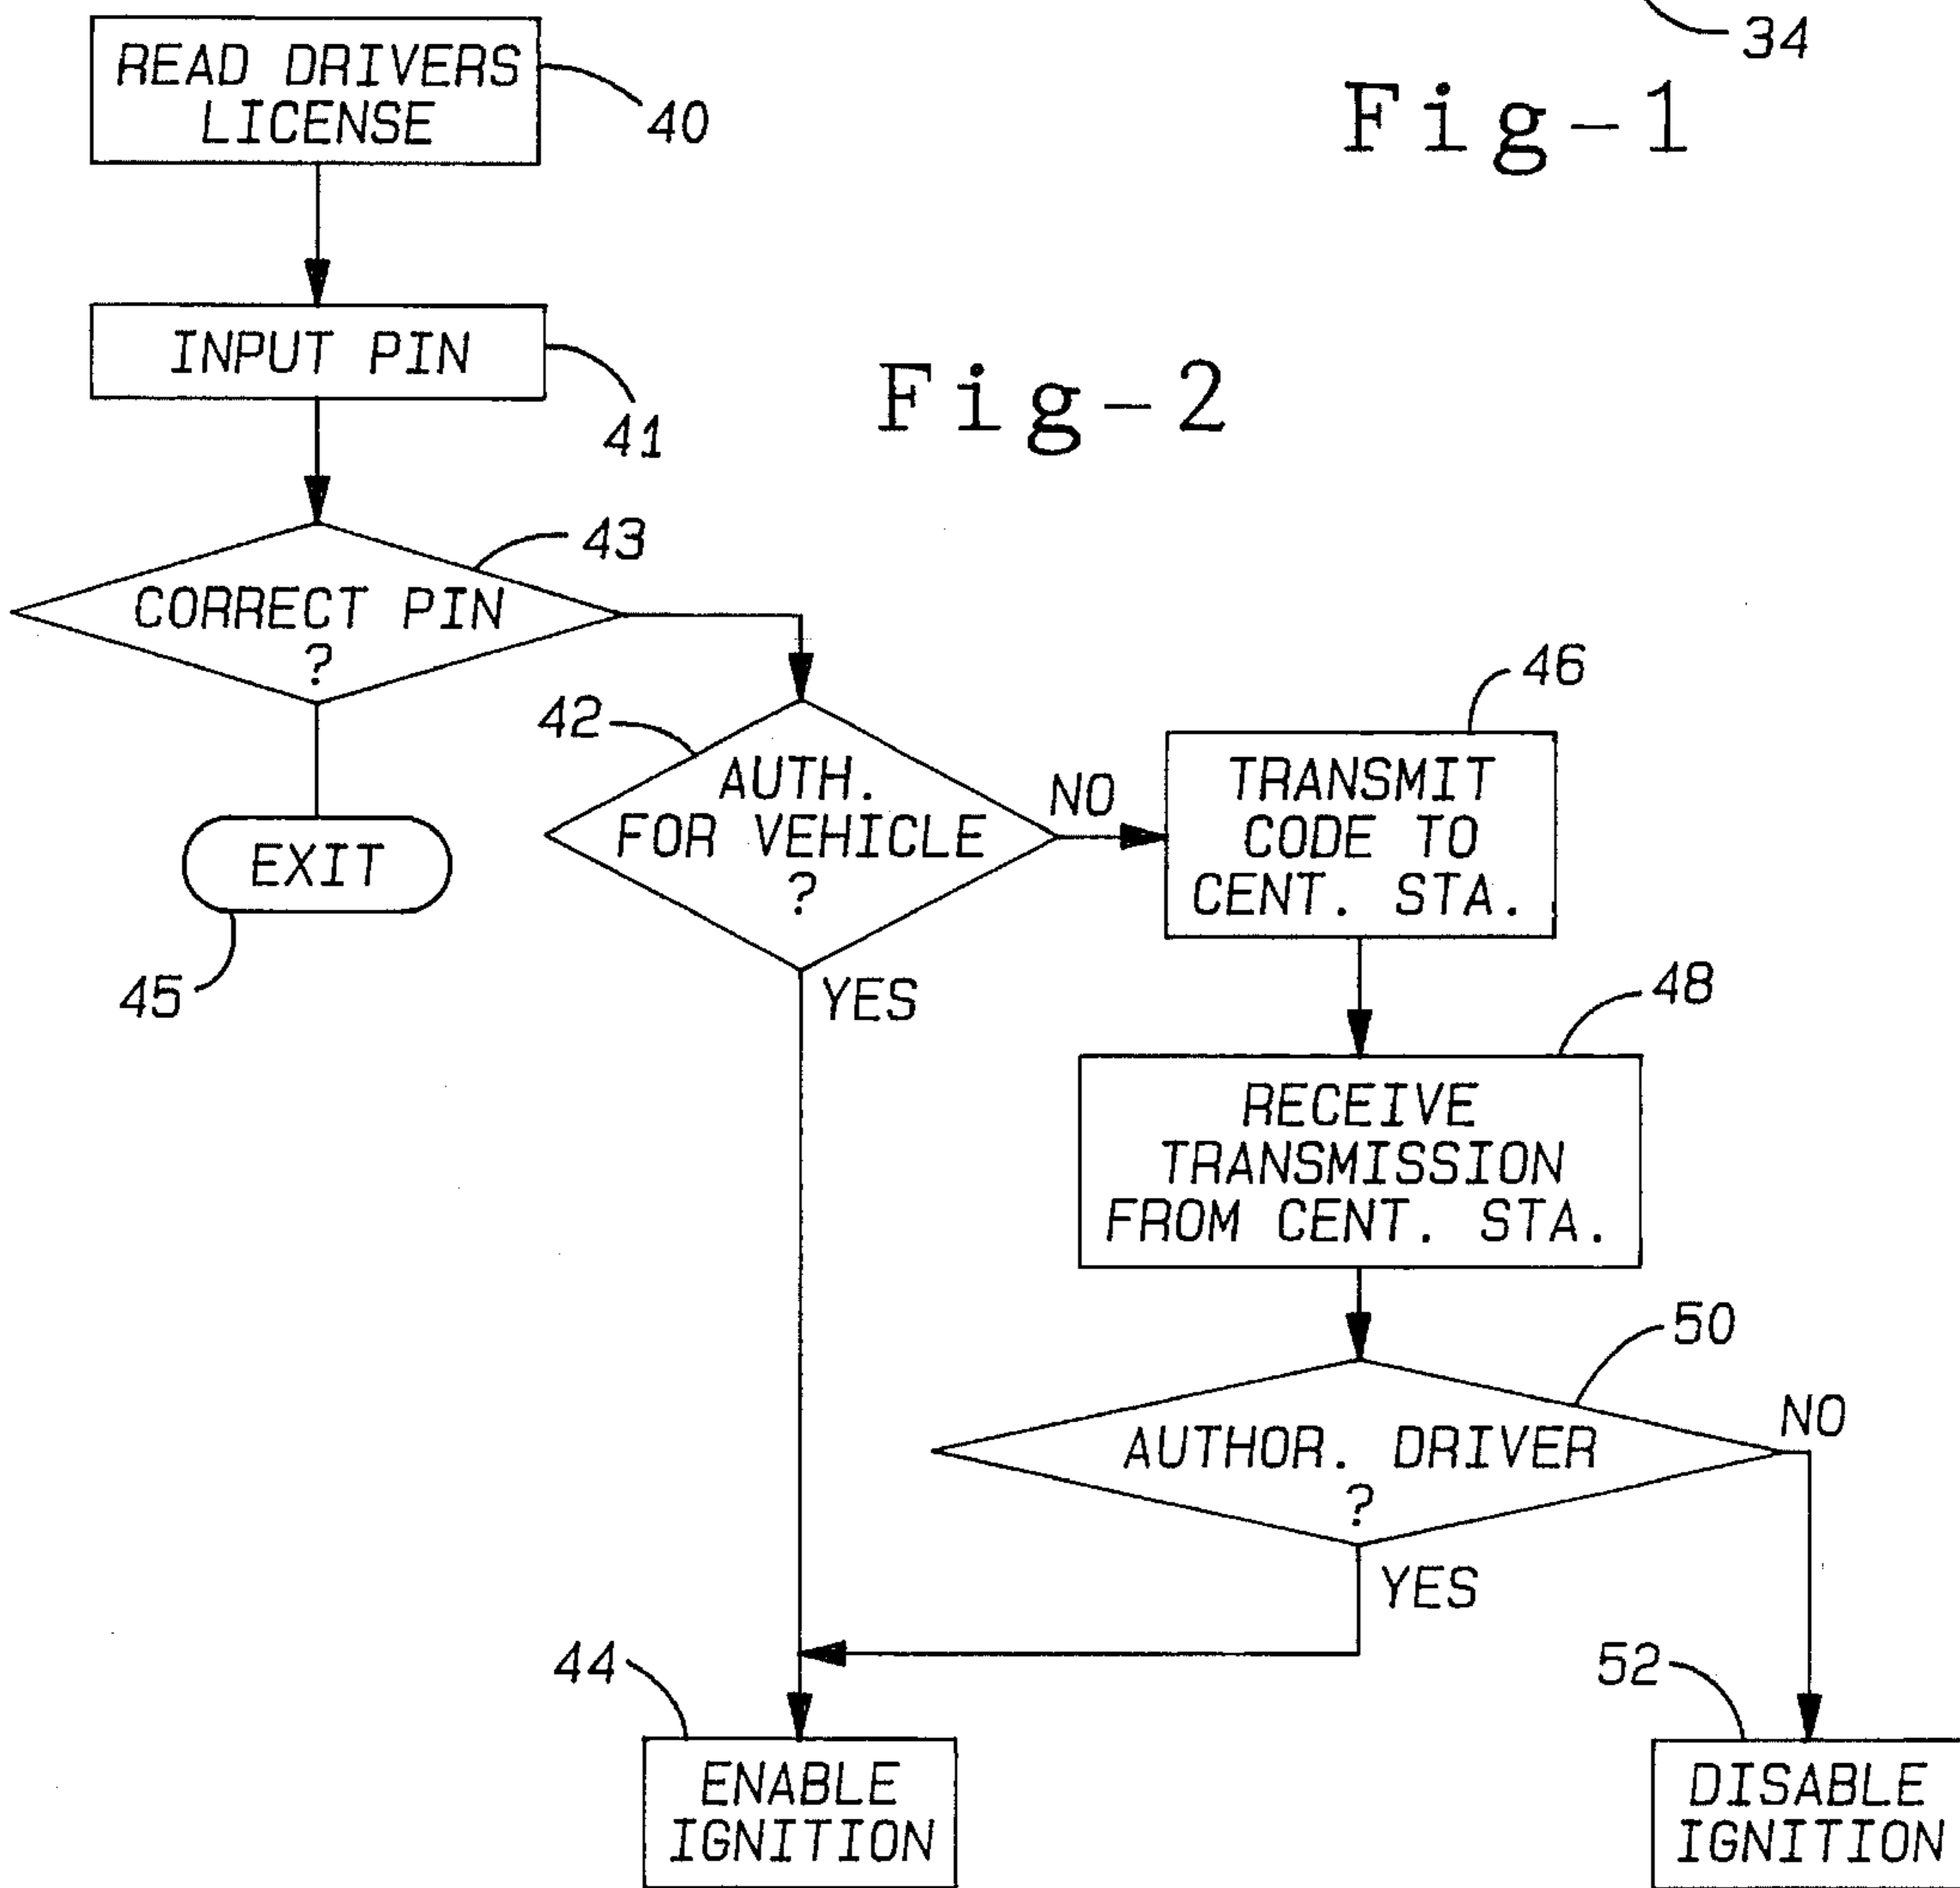 34
Fig-1
READ DRIVERS
LICENSE
40
INPUT PIN
41
Fig-2
43
CORRECT PIN
?
EXIT
45
42
AUTH.
FOR VEHICLE
?
NO
YES
46
TRANSMIT
CODE TO
CENT. STA.
48
RECEIVE
TRANSMISSION
FROM CENT. STA.
50
AUTHOR. DRIVER
?
NO
YES
44
ENABLE
IGNITION
52
DISABLE
IGNITION